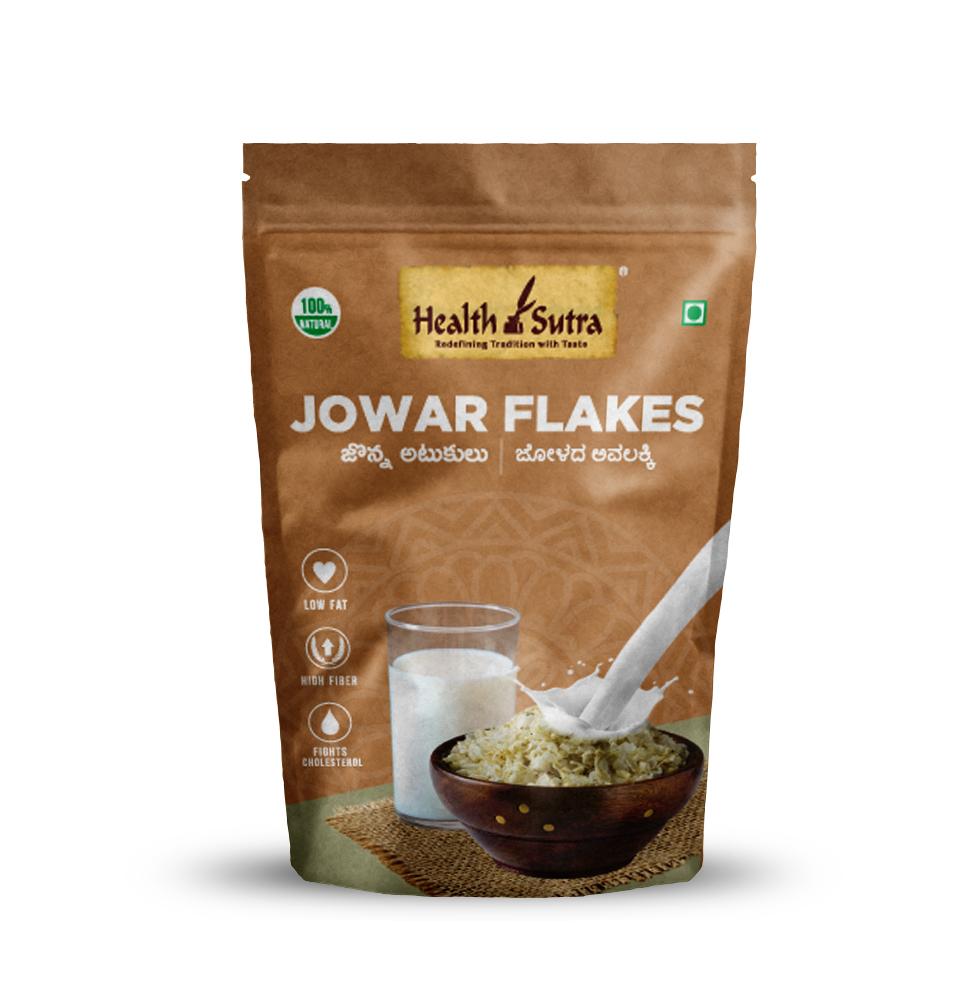 100%
NATURAL
Health Sutra
®
Redefining Tradition with Taste
JOWAR FLAKES
జొన్న అటుకులు | ಜೋಳದ ಅವಲಕ್ಕಿ
LOW FAT
HIGH FIBER
FIGHTS
CHOLESTEROL